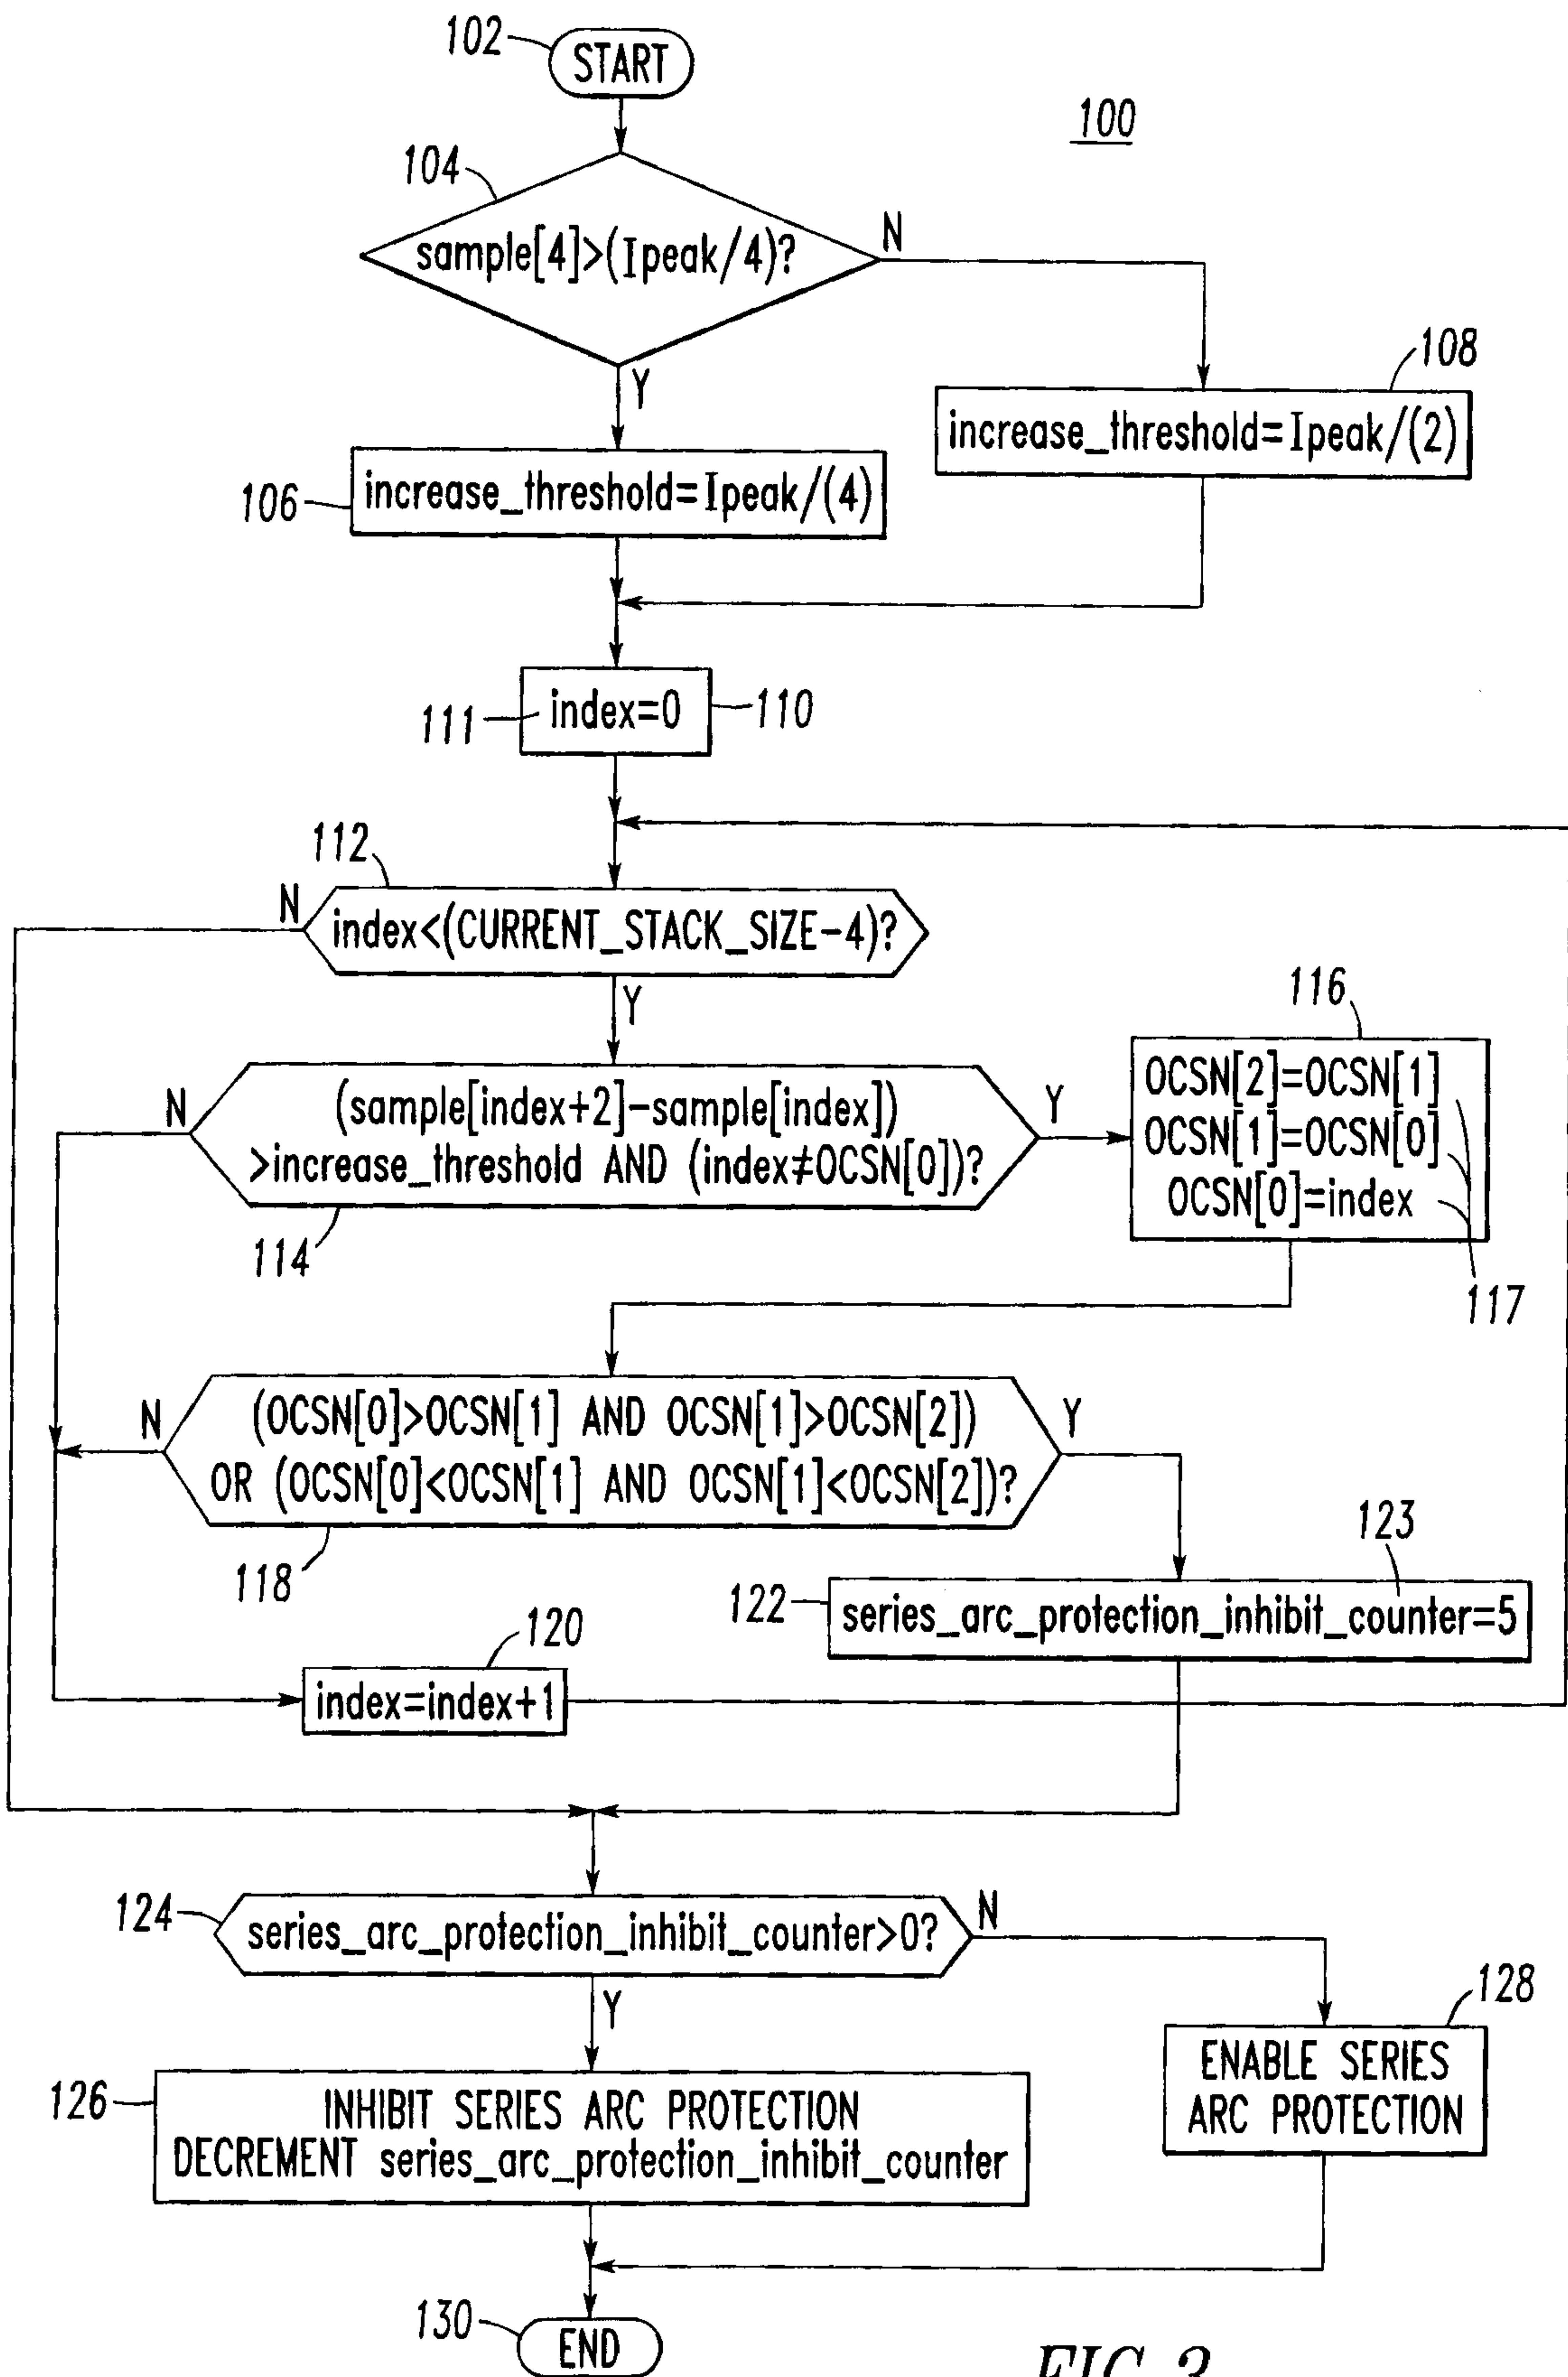 102
START
100
104
sample[4]>(Ipeak/4)?
N
Y
108
increase_threshold=Ipeak/(2)
106
increase_threshold=Ipeak/(4)
111
index=0
110
112
N
index<(CURRENT_STACK_SIZE-4)?
Y
116
OCSN[2]=OCSN[1]
OCSN[1]=OCSN[0]
OCSN[0]=index
117
N
(sample[index+2]-sample[index])
>increase_threshold AND (index≠OCSN[0])?
Y
114
N
(OCSN[0]>OCSN[1] AND OCSN[1]>OCSN[2])
OR (OCSN[0]<OCSN[1] AND OCSN[1]<OCSN[2])?
Y
118
123
122
series_arc_protection_inhibit_counter=5
120
index=index+1
124
series_arc_protection_inhibit_counter>0?
N
Y
128
ENABLE SERIES
ARC PROTECTION
126
INHIBIT SERIES ARC PROTECTION
DECREMENT series_arc_protection_inhibit_counter
130
END